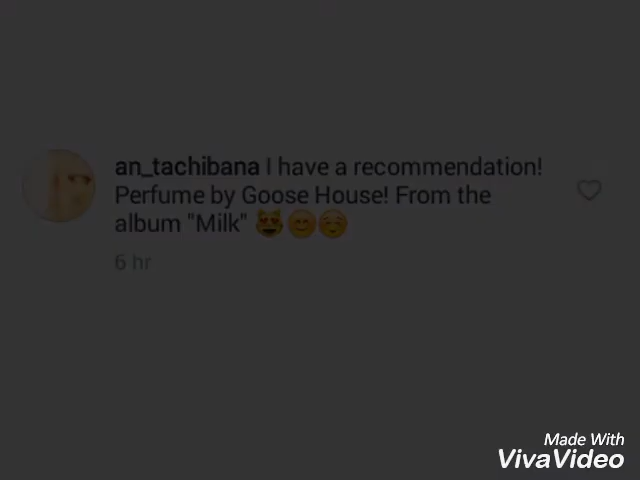 an_tachibana I have a recommendation!
Perfume by Goose House! From the
album "Milk" 😻😊☺️
6 hr
Made With
VivaVideo